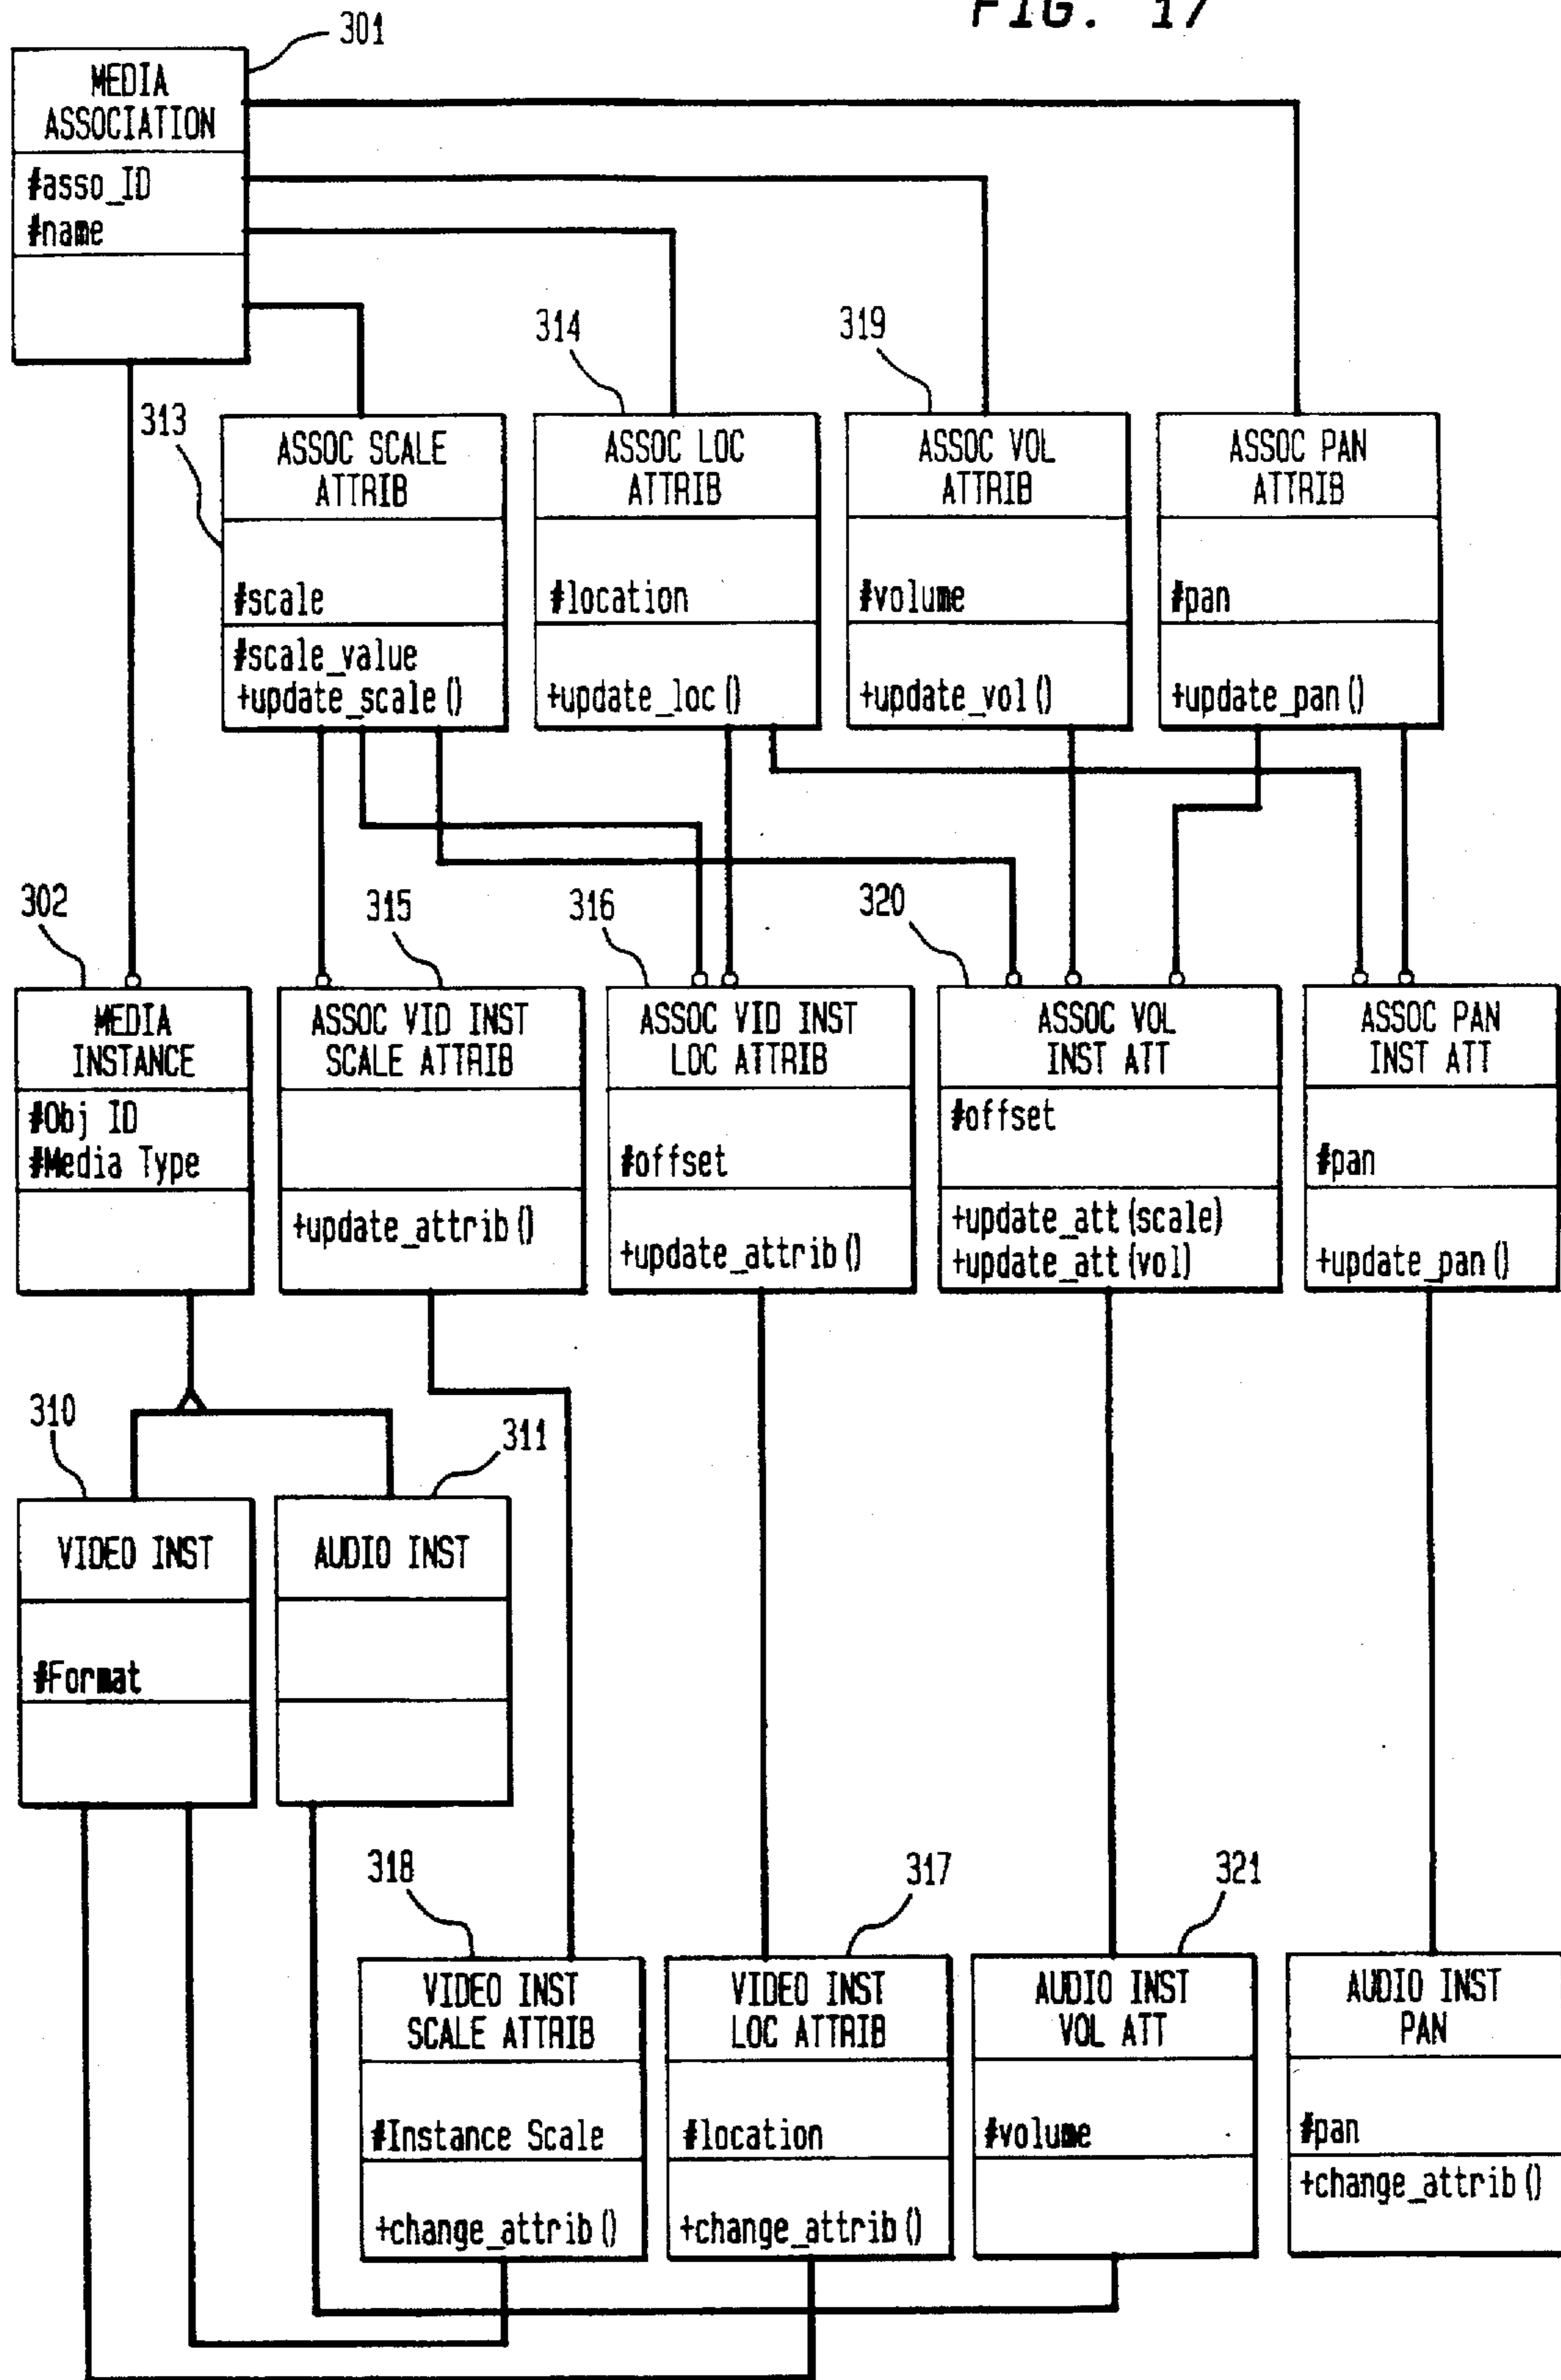 FIG. 17
301
MEDIA
ASSOCIATION
#asso_ID
#name
313
314
319
ASSOC SCALE
ATTRIB
#scale
#scale_value
+update_scale()
ASSOC LOC
ATTRIB
#location
+update_loc()
ASSOC VOL
ATTRIB
#volume
+update_vol()
ASSOC PAN
ATTRIB
#pan
+update_pan()
302
315
316
320
MEDIA
INSTANCE
#Obj ID
#Media Type
ASSOC VID INST
SCALE ATTRIB
+update_attrib()
ASSOC VID INST
LOC ATTRIB
#offset
+update_attrib()
ASSOC VOL
INST ATT
#offset
+update_att(scale)
+update_att(vol)
ASSOC PAN
INST ATT
#pan
+update_pan()
310
311
VIDEO INST
#Format
AUDIO INST
318
317
321
VIDEO INST
SCALE ATTRIB
#Instance Scale
+change_attrib()
VIDEO INST
LOC ATTRIB
#location
+change_attrib()
AUDIO INST
VOL ATT
#volume
AUDIO INST
PAN
#pan
+change_attrib()